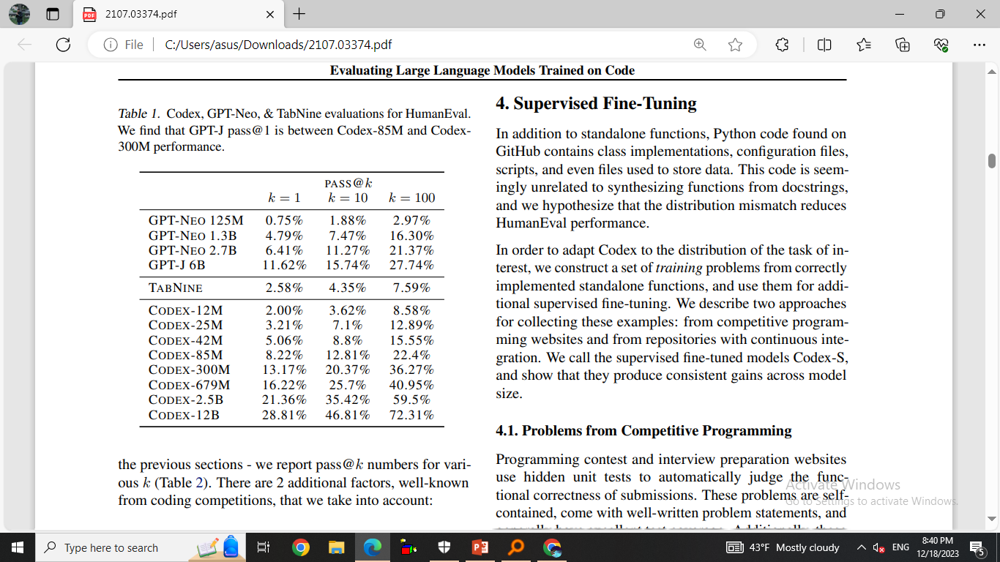 2107.03374.pdf
File
C:/Users/asus/Downloads/2107.03374.pdf
Evaluating Large Language Models Trained on Code
Table 1. Codex, GPT-Neo, & TabNine evaluations for HumanEval.
We find that GPT-J pass@1 is between Codex-85M and Codex-
300M performance.
PASS@k
k = 1 k = 10 k = 100
GPT-NEO 125M 0.75% 1.88% 2.97%
GPT-NEO 1.3B 4.79% 7.47% 16.30%
GPT-NEO 2.7B 6.41% 11.27% 21.37%
GPT-J 6B 11.62% 15.74% 27.74%
TABNINE 2.58% 4.35% 7.59%
CODEX-12M 2.00% 3.62% 8.58%
CODEX-25M 3.21% 7.1% 12.89%
CODEX-42M 5.06% 8.8% 15.55%
CODEX-85M 8.22% 12.81% 22.4%
CODEX-300M 13.17% 20.37% 36.27%
CODEX-679M 16.22% 25.7% 40.95%
CODEX-2.5B 21.36% 35.42% 59.5%
CODEX-12B 28.81% 46.81% 72.31%
the previous sections - we report pass@k numbers for vari-
ous k (Table 2). There are 2 additional factors, well-known
from coding competitions, that we take into account:
4. Supervised Fine-Tuning
In addition to standalone functions, Python code found on
GitHub contains class implementations, configuration files,
scripts, and even files used to store data. This code is seem-
ingly unrelated to synthesizing functions from docstrings,
and we hypothesize that the distribution mismatch reduces
HumanEval performance.
In order to adapt Codex to the distribution of the task of in-
terest, we construct a set of training problems from correctly
implemented standalone functions, and use them for addi-
tional supervised fine-tuning. We describe two approaches
for collecting these examples: from competitive program-
ming websites and from repositories with continuous inte-
gration. We call the supervised fine-tuned models Codex-S,
and show that they produce consistent gains across model
size.
4.1. Problems from Competitive Programming
Programming contest and interview preparation websites
use hidden unit tests to automatically judge the func-
tional correctness of submissions. These problems are self-
contained, come with well-written problem statements, and
Activate Windows
Go to Settings to activate Windows.
Type here to search
43°F Mostly cloudy
ENG
8:40 PM
12/18/2023
5